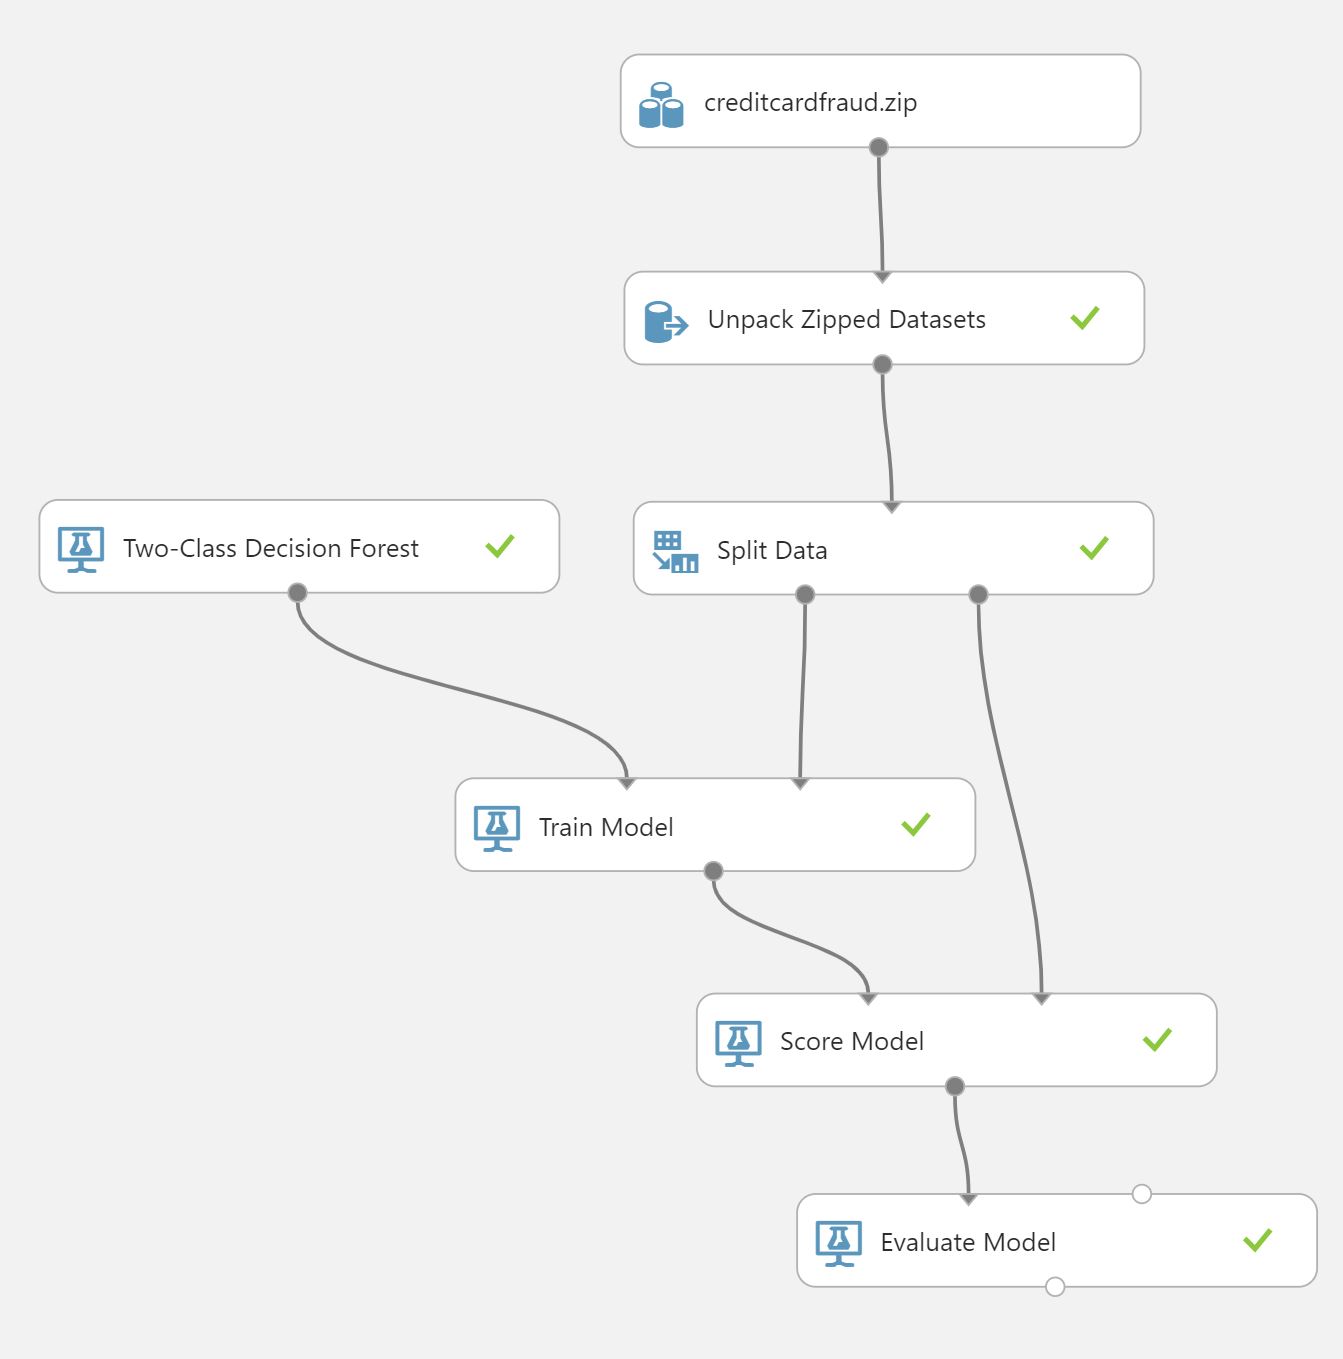 creditcardfraud.zip
Unpack Zipped Datasets
Two-Class Decision Forest
Split Data
Train Model
Score Model
Evaluate Model